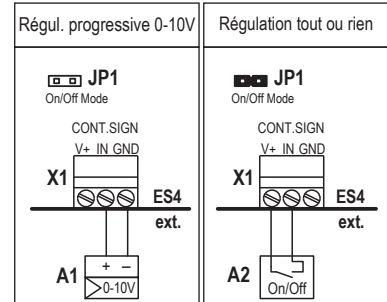 Régul. progressive 0-10V
JP1
On/Off Mode
CONT.SIGN
V+ IN GND
X1
ES4
ext.
A1
+ –
0-10V
Régulation tout ou rien
JP1
On/Off Mode
CONT.SIGN
V+ IN GND
X1
ES4
ext.
A2
On/Off